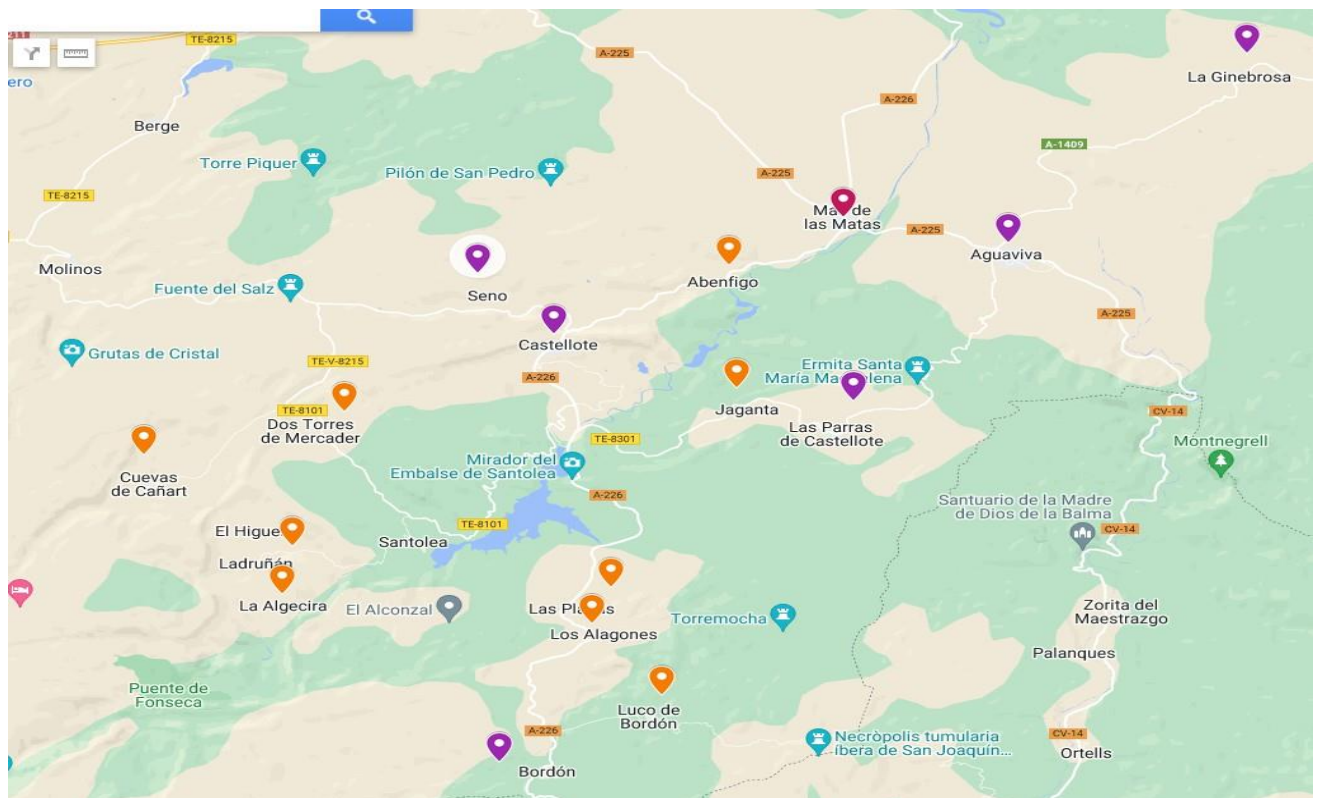 TE-8215
A-225
La Ginebrosa
ero
A-226
Berge
A-1409
Torre Piquer
Pilón de San Pedro
A-225
TE-8215
las Matas
A-225
Aguaviva
Molinos
Abenfigo
Fuente del Salz
Seno
A-225
Castellote
Grutas de Cristal
TE-V-8215
Ermita Santa
A-226
TE-8101
Jaganta
CV-14
Dos Torres
de Mercader
Las Parras
de Castellote
TE-8301
Montnegrell
Mirador del
Embalse de Santolea
Cuevas
de Cañart
A-226
Santuario de la Madre
de Dios de la Balma
TE-8101
CV-14
El
Santolea
Ladruñán
La Algecira
El Alconzal
Las
Los Alagones
Torremocha
Zorita del
Maestrazgo
Palanques
Puente de
Fonseca
Luco de
Bordón
A-226
Necròpolis tumularia
íbera de San Joaquín...
CV-14
Ortells
Bordón